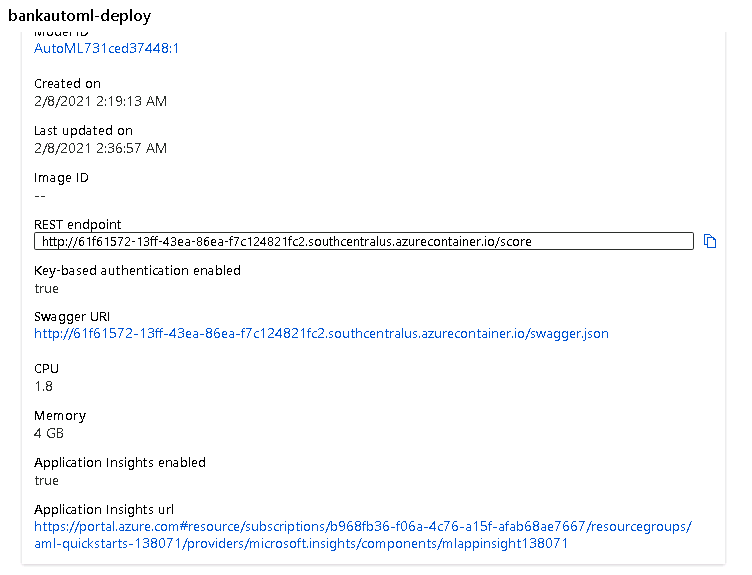 bankautoml-deploy
Model ID
AutoML731ced37448:1
Created on
2/8/2021 2:19:13 AM
Last updated on
2/8/2021 2:36:57 AM
Image ID
--
REST endpoint
http://61f61572-13ff-43ea-86ea-f7c124821fc2.southcentralus.azurecontainer.io/score
Key-based authentication enabled
true
Swagger URI
http://61f61572-13ff-43ea-86ea-f7c124821fc2.southcentralus.azurecontainer.io/swagger.json
CPU
1.8
Memory
4 GB
Application Insights enabled
true
Application Insights url
https://portal.azure.com#resource/subscriptions/b968fb36-f06a-4c76-a15f-afab68ae7667/resourcegroups/
aml-quickstarts-138071/providers/microsoft.insights/components/mlappinsight138071